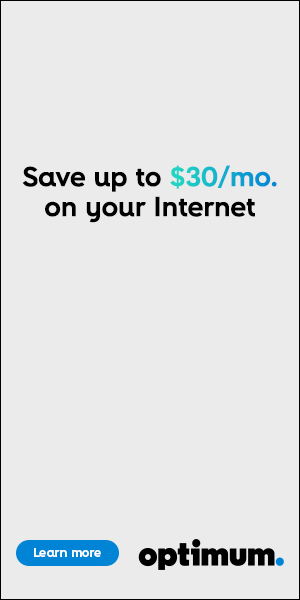 Save up to $30/mo.
on your Internet
Learn more
optimum.